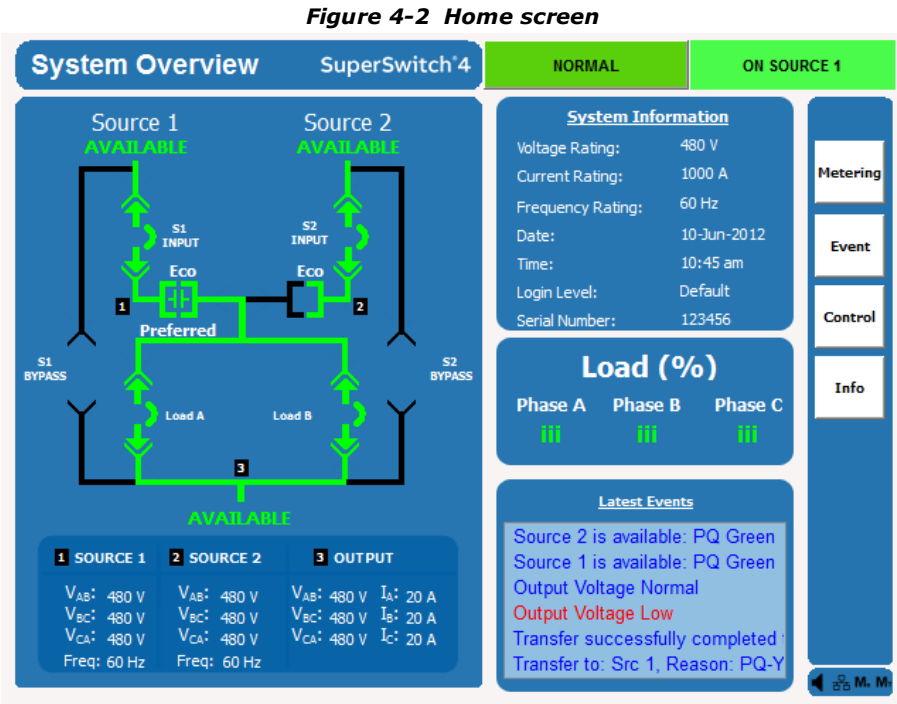 Figure 4-2 Home screen
System Overview SuperSwitch®4
NORMAL
ON SOURCE 1
Source 1
AVAILABLE
Source 2
AVAILABLE
S1
INPUT
S2
INPUT
Eco
Eco
1
2
Preferred
S1
BYPASS
S2
BYPASS
Load A
Load B
3
AVAILABLE
1 SOURCE 1
VAB: 480 V
VBC: 480 V
VCA: 480 V
Freq: 60 Hz
2 SOURCE 2
VAB: 480 V
VBC: 480 V
VCA: 480 V
Freq: 60 Hz
3 OUTPUT
VAB: 480 V IA: 20 A
VBC: 480 V IB: 20 A
VCA: 480 V IC: 20 A
System Information
Voltage Rating: 480 V
Current Rating: 1000 A
Frequency Rating: 60 Hz
Date: 10-Jun-2012
Time: 10:45 am
Login Level: Default
Serial Number: 123456
Load (%)
Phase A Phase B Phase C
iii iii iii
Latest Events
Source 2 is available: PQ Green
Source 1 is available: PQ Green
Output Voltage Normal
Output Voltage Low
Transfer successfully completed
Transfer to: Src 1, Reason: PQ-Y
Metering
Event
Control
Info